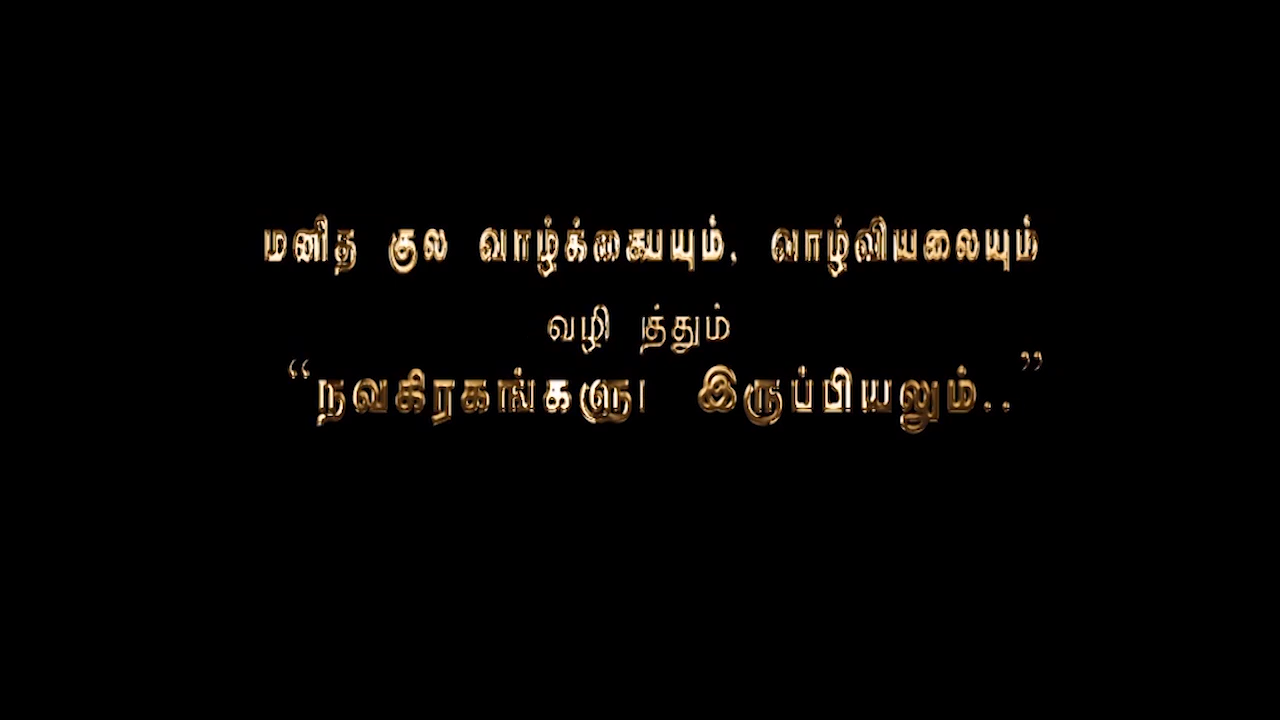 மனித குல வாழ்க்கையையும், வாழ்வியலையும்
வழி த்தும்
“நவகிரகங்களு இருப்பியலும்..”